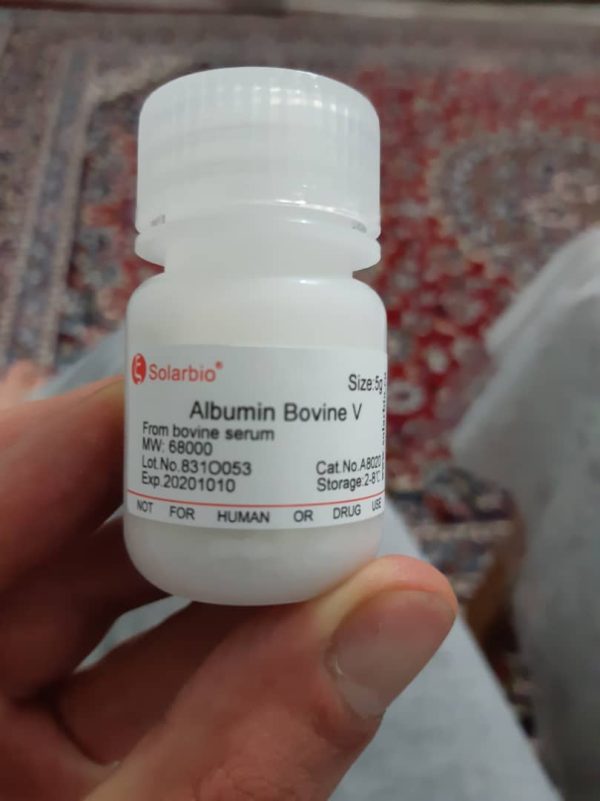 Solarbio®
Size:5g
Albumin Bovine V
From bovine serum
MW: 68000
Lot.No.831O053
Cat.No.A8020
Exp.20201010
Storage:2-8℃
NOT FOR HUMAN OR DRUG USE